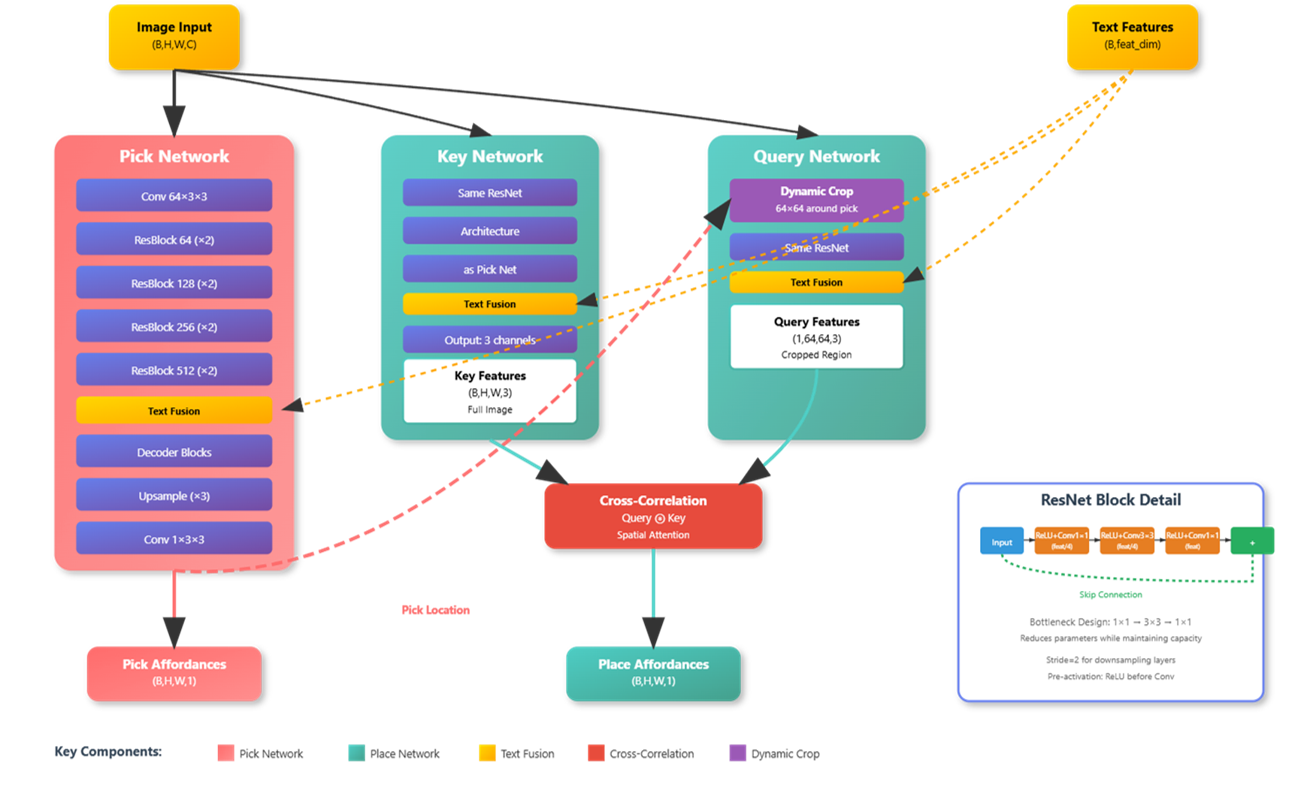 Image Input
(B,H,W,C)
Text Features
(B,feat_dim)
Pick Network
Conv 64×3×3
ResBlock 64 (×2)
ResBlock 128 (×2)
ResBlock 256 (×2)
ResBlock 512 (×2)
Text Fusion
Decoder Blocks
Upsample (×3)
Conv 1×3×3
Key Network
Same ResNet
Architecture
as Pick Net
Text Fusion
Output: 3 channels
Key Features
(B,H,W,3)
Full Image
Query Network
Dynamic Crop
64×64 around pick
Same ResNet
Text Fusion
Query Features
(1,64,64,3)
Cropped Region
Cross-Correlation
Query ⊙ Key
Spatial Attention
Pick Location
Pick Affordances
(B,H,W,1)
Place Affordances
(B,H,W,1)
ResNet Block Detail
Input
ReLU+Conv1=1
(feat/4)
ReLU+Conv3=3
(feat/4)
ReLU+Conv1=1
(feat)
+
Skip Connection
Bottleneck Design: 1×1 → 3×3 → 1×1
Reduces parameters while maintaining capacity
Stride=2 for downsampling layers
Pre-activation: ReLU before Conv
Key Components:
Pick Network
Place Network
Text Fusion
Cross-Correlation
Dynamic Crop